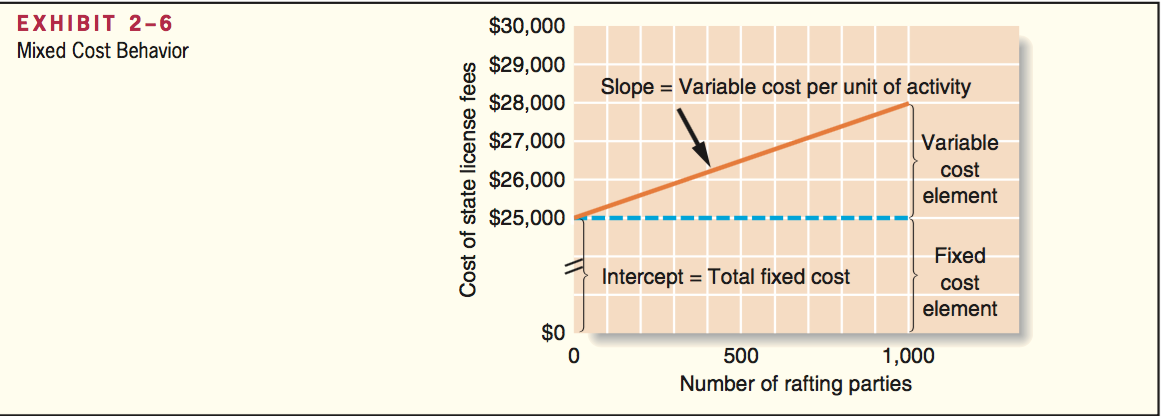 EXHIBIT 2–6
Mixed Cost Behavior
Cost of state license fees
$30,000
$29,000
$28,000
$27,000
$26,000
$25,000
$0
Slope = Variable cost per unit of activity
Variable
cost
element
Intercept = Total fixed cost
Fixed
cost
element
0
500
1,000
Number of rafting parties